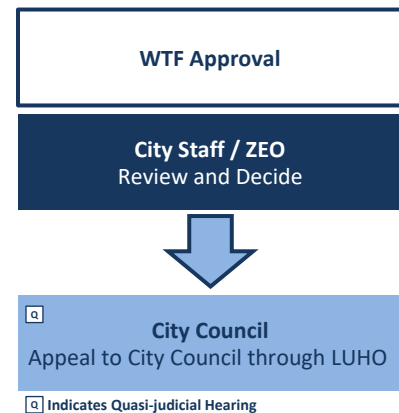 WTF Approval
City Staff / ZEO
Review and Decide
Q
City Council
Appeal to City Council through LUHO
Q Indicates Quasi-judicial Hearing